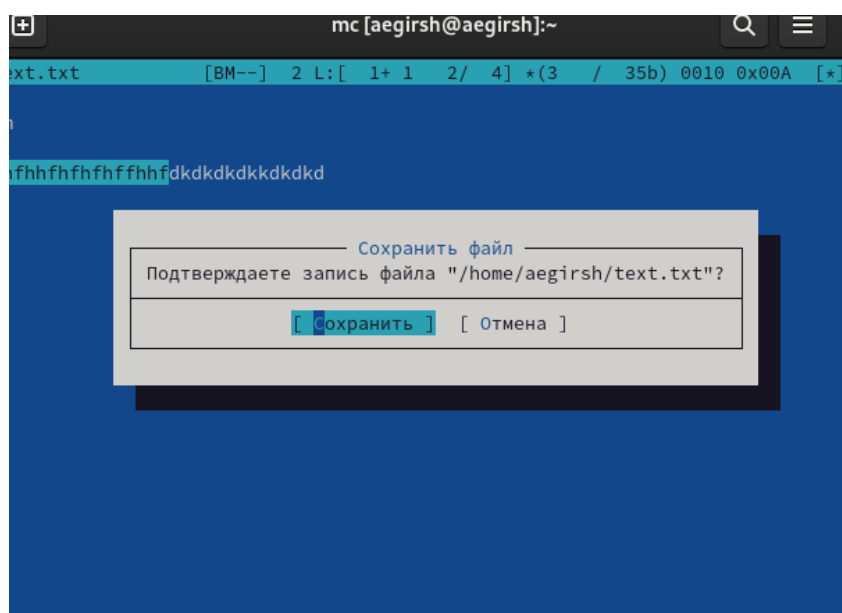 mc [aegirsh@aegirsh]:~
ext.txt [BM--] 2 L:[ 1+ 1 2/ 4] *(3 / 35b) 0010 0x00A [*]
fhhfhfhfhffhhfdkdkdkdkkdkdkd
Сохранить файл
Подтверждаете запись файла "/home/aegirsh/text.txt"?
[ Сохранить ] [ Отмена ]